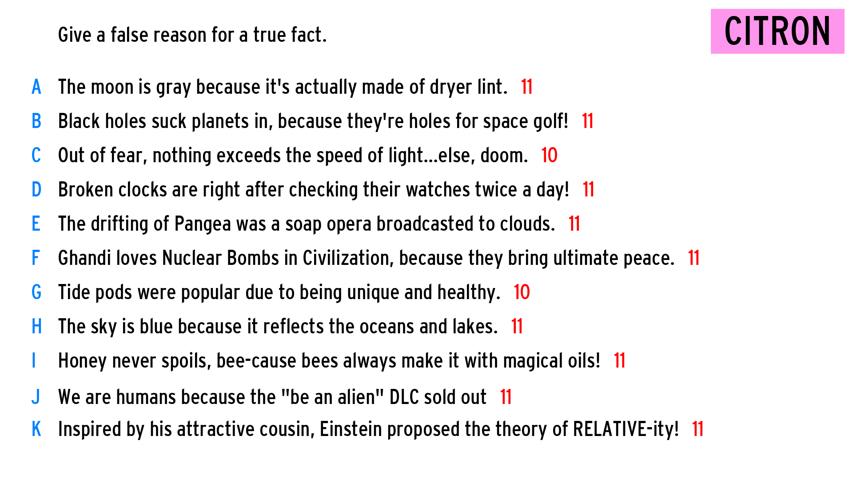 Give a false reason for a true fact.
CITRON
A The moon is gray because it's actually made of dryer lint. 11
B Black holes suck planets in, because they're holes for space golf! 11
C Out of fear, nothing exceeds the speed of light...else, doom. 10
D Broken clocks are right after checking their watches twice a day! 11
E The drifting of Pangea was a soap opera broadcasted to clouds. 11
F Ghandi loves Nuclear Bombs in Civilization, because they bring ultimate peace. 11
G Tide pods were popular due to being unique and healthy. 10
H The sky is blue because it reflects the oceans and lakes. 11
I Honey never spoils, bee-cause bees always make it with magical oils! 11
J We are humans because the "be an alien" DLC sold out 11
K Inspired by his attractive cousin, Einstein proposed the theory of RELATIVE-ity! 11